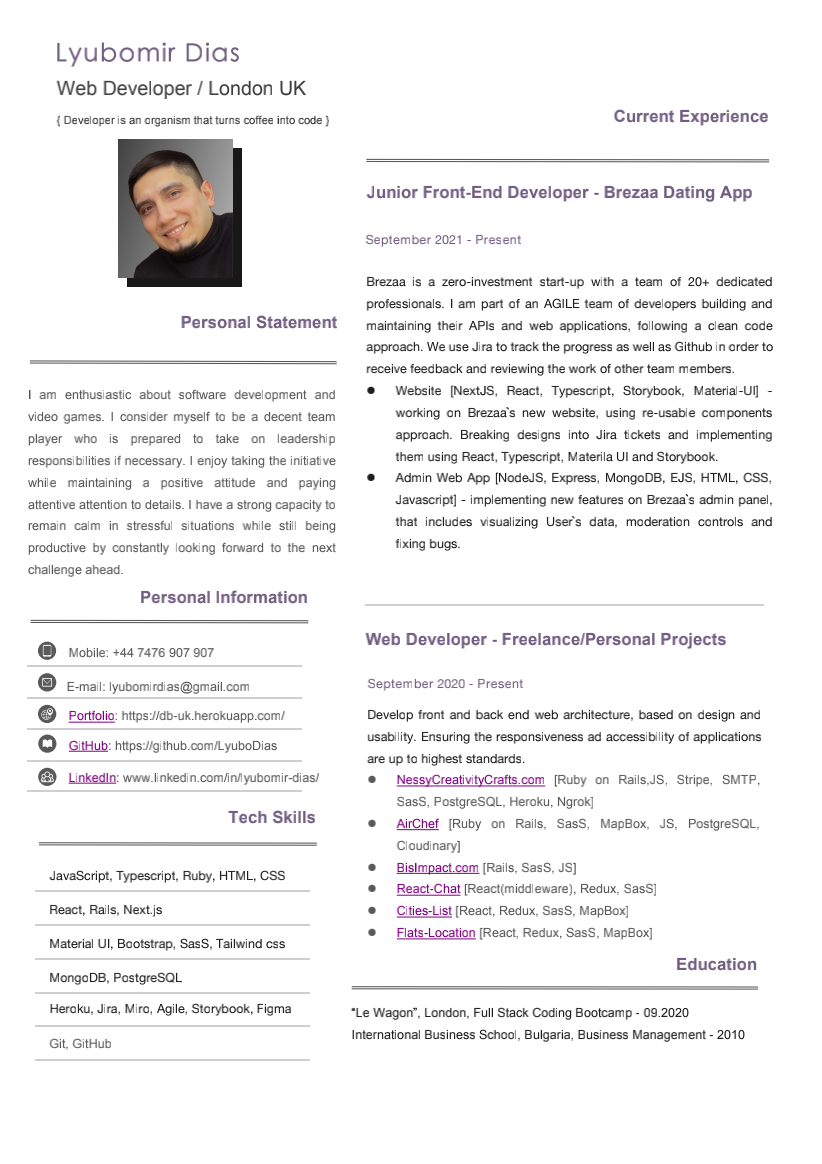 Lyubomir Dias
Web Developer / London UK
{ Developer is an organism that turns coffee into code }
Personal Statement
I am enthusiastic about software development and
video games. I consider myself to be a decent team
player who is prepared to take on leadership
responsibilities if necessary. I enjoy taking the initiative
while maintaining a positive attitude and paying
attentive attention to details. I have a strong capacity to
remain calm in stressful situations while still being
productive by constantly looking forward to the next
challenge ahead.
Personal Information
Mobile: +44 7476 907 907
E-mail: lyubomirdias@gmail.com
Portfolio: https://db-uk.herokuapp.com/
GitHub: https://github.com/LyuboDias
LinkedIn: www.linkedin.com/in/lyubomir-dias/
Tech Skills
JavaScript, Typescript, Ruby, HTML, CSS
React, Rails, Next.js
Material UI, Bootstrap, SasS, Tailwind css
MongoDB, PostgreSQL
Heroku, Jira, Miro, Agile, Storybook, Figma
Git, GitHub
Current Experience
Junior Front-End Developer - Brezaa Dating App
September 2021 - Present
Brezaa is a zero-investment start-up with a team of 20+ dedicated
professionals. I am part of an AGILE team of developers building and
maintaining their APIs and web applications, following a clean code
approach. We use Jira to track the progress as well as Github in order to
receive feedback and reviewing the work of other team members.
● Website [NextJS, React, Typescript, Storybook, Material-UI] -
working on Brezaa`s new website, using re-usable components
approach. Breaking designs into Jira tickets and implementing
them using React, Typescript, Materila UI and Storybook.
● Admin Web App [NodeJS, Express, MongoDB, EJS, HTML, CSS,
Javascript] - implementing new features on Brezaa`s admin panel,
that includes visualizing User`s data, moderation controls and
fixing bugs.
Web Developer - Freelance/Personal Projects
September 2020 - Present
Develop front and back end web architecture, based on design and
usability. Ensuring the responsiveness ad accessibility of applications
are up to highest standards.
● NessyCreativityCrafts.com [Ruby on Rails,JS, Stripe, SMTP,
SasS, PostgreSQL, Heroku, Ngrok]
● AirChef [Ruby on Rails, SasS, MapBox, JS, PostgreSQL,
Cloudinary]
● BisImpact.com [Rails, SasS, JS]
● React-Chat [React(middleware), Redux, SasS]
● Cities-List [React, Redux, SasS, MapBox]
● Flats-Location [React, Redux, SasS, MapBox]
Education
“Le Wagon”, London, Full Stack Coding Bootcamp - 09.2020
International Business School, Bulgaria, Business Management - 2010